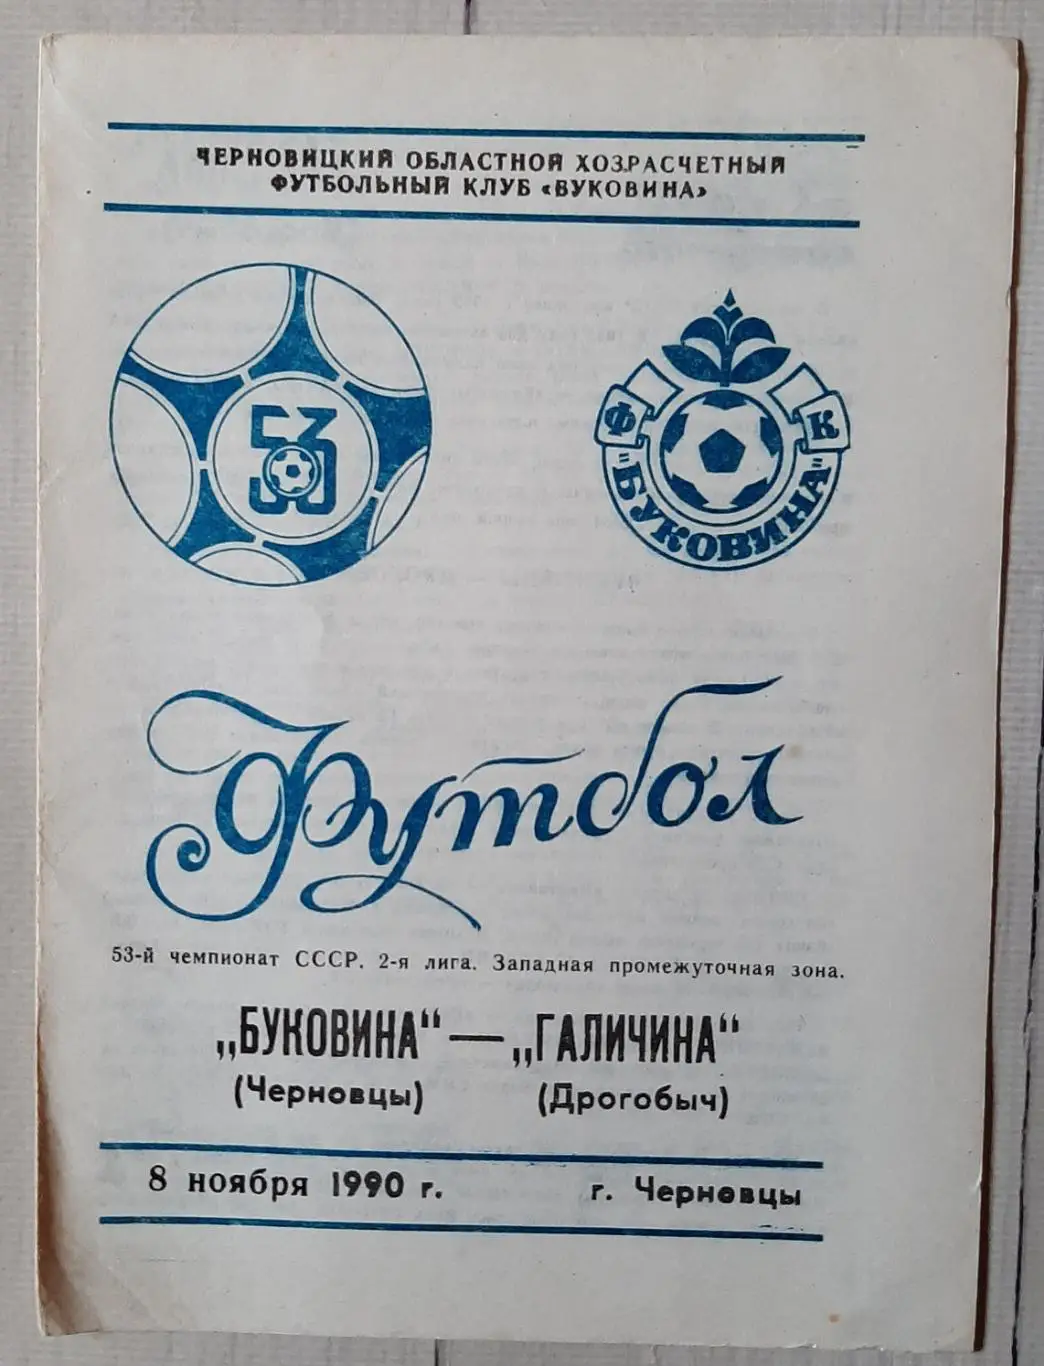 ЧЕРНОВИЦКИЙ ОБЛАСТНОЙ ХОЗРАСЧЕТНЫЙ
ФУТБОЛЬНЫЙ КЛУБ «БУКОВИНА»
53
Ф К
"БУКОВИНА"
Футбол
53-й чемпионат СССР. 2-я лига. Западная промежуточная зона.
„БУКОВИНА“ — „ГАЛИЧИНА“
(Черновцы) (Дрогобыч)
8 ноября 1990 г. г. Черновцы